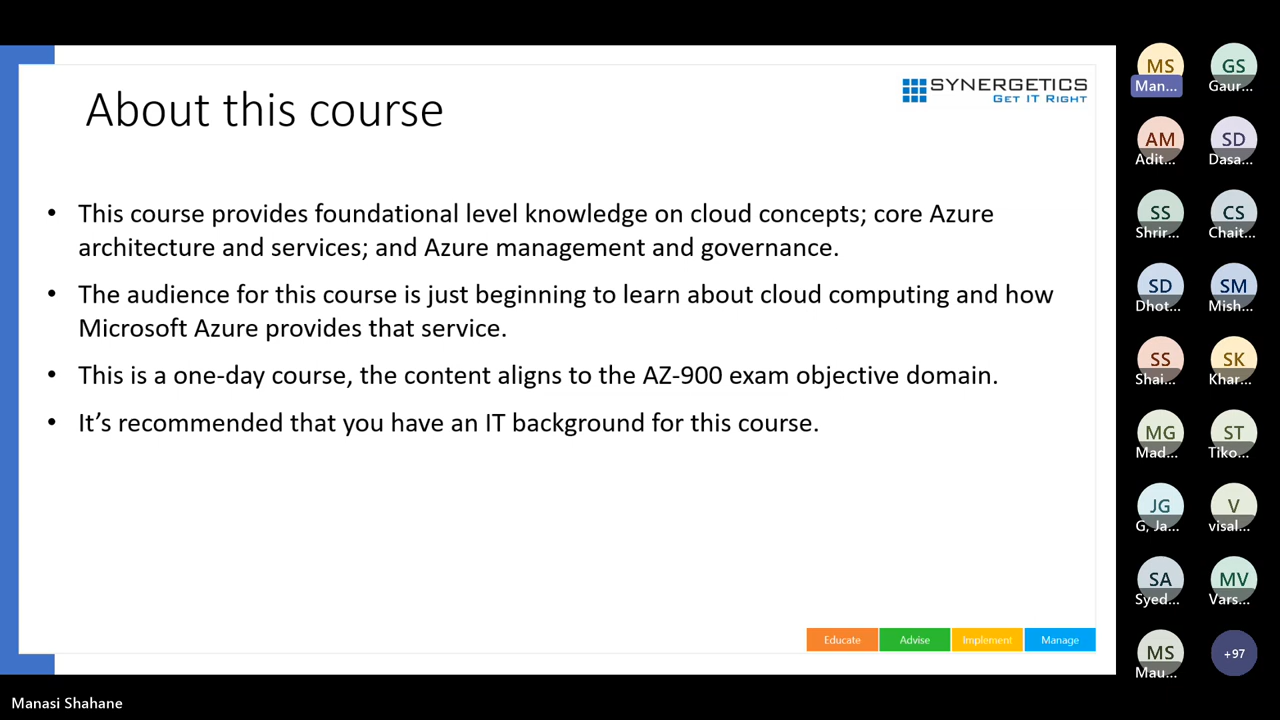 About this course
SYNERGETICS
GET IT RIGHT
• This course provides foundational level knowledge on cloud concepts; core Azure
architecture and services; and Azure management and governance.
• The audience for this course is just beginning to learn about cloud computing and how
Microsoft Azure provides that service.
• This is a one-day course, the content aligns to the AZ-900 exam objective domain.
• It’s recommended that you have an IT background for this course.
Educate Advise Implement Manage
MS GS
Man... Gaur...
AM SD
Adit... Dasa...
SS CS
Shrir... Chait...
SD SM
Dhot... Mish...
SS SK
Shai... Khar...
MG ST
Mad... Tiko...
JG V
G, Ja... visal...
SA MV
Syed... Vars...
MS +97
Mau...
Manasi Shahane